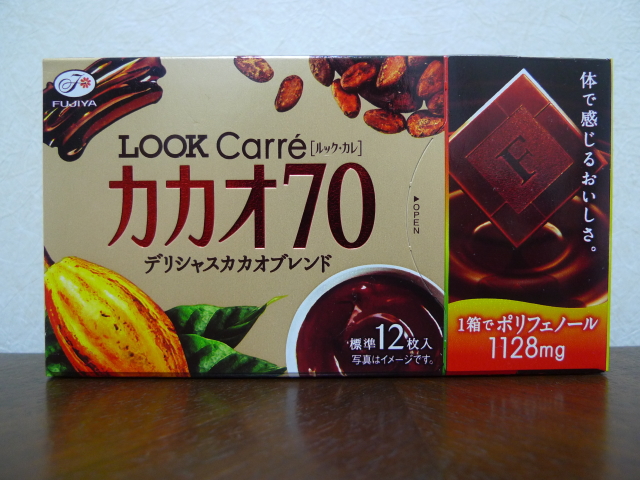 FUJIYA
LOOK Carré [ルック・カレ]
カカオ70
デリシャスカカオブレンド
▶OPEN
標準12枚入
写真はイメージです。
体で感じるおいしさ。
F
1箱でポリフェノール
1128mg